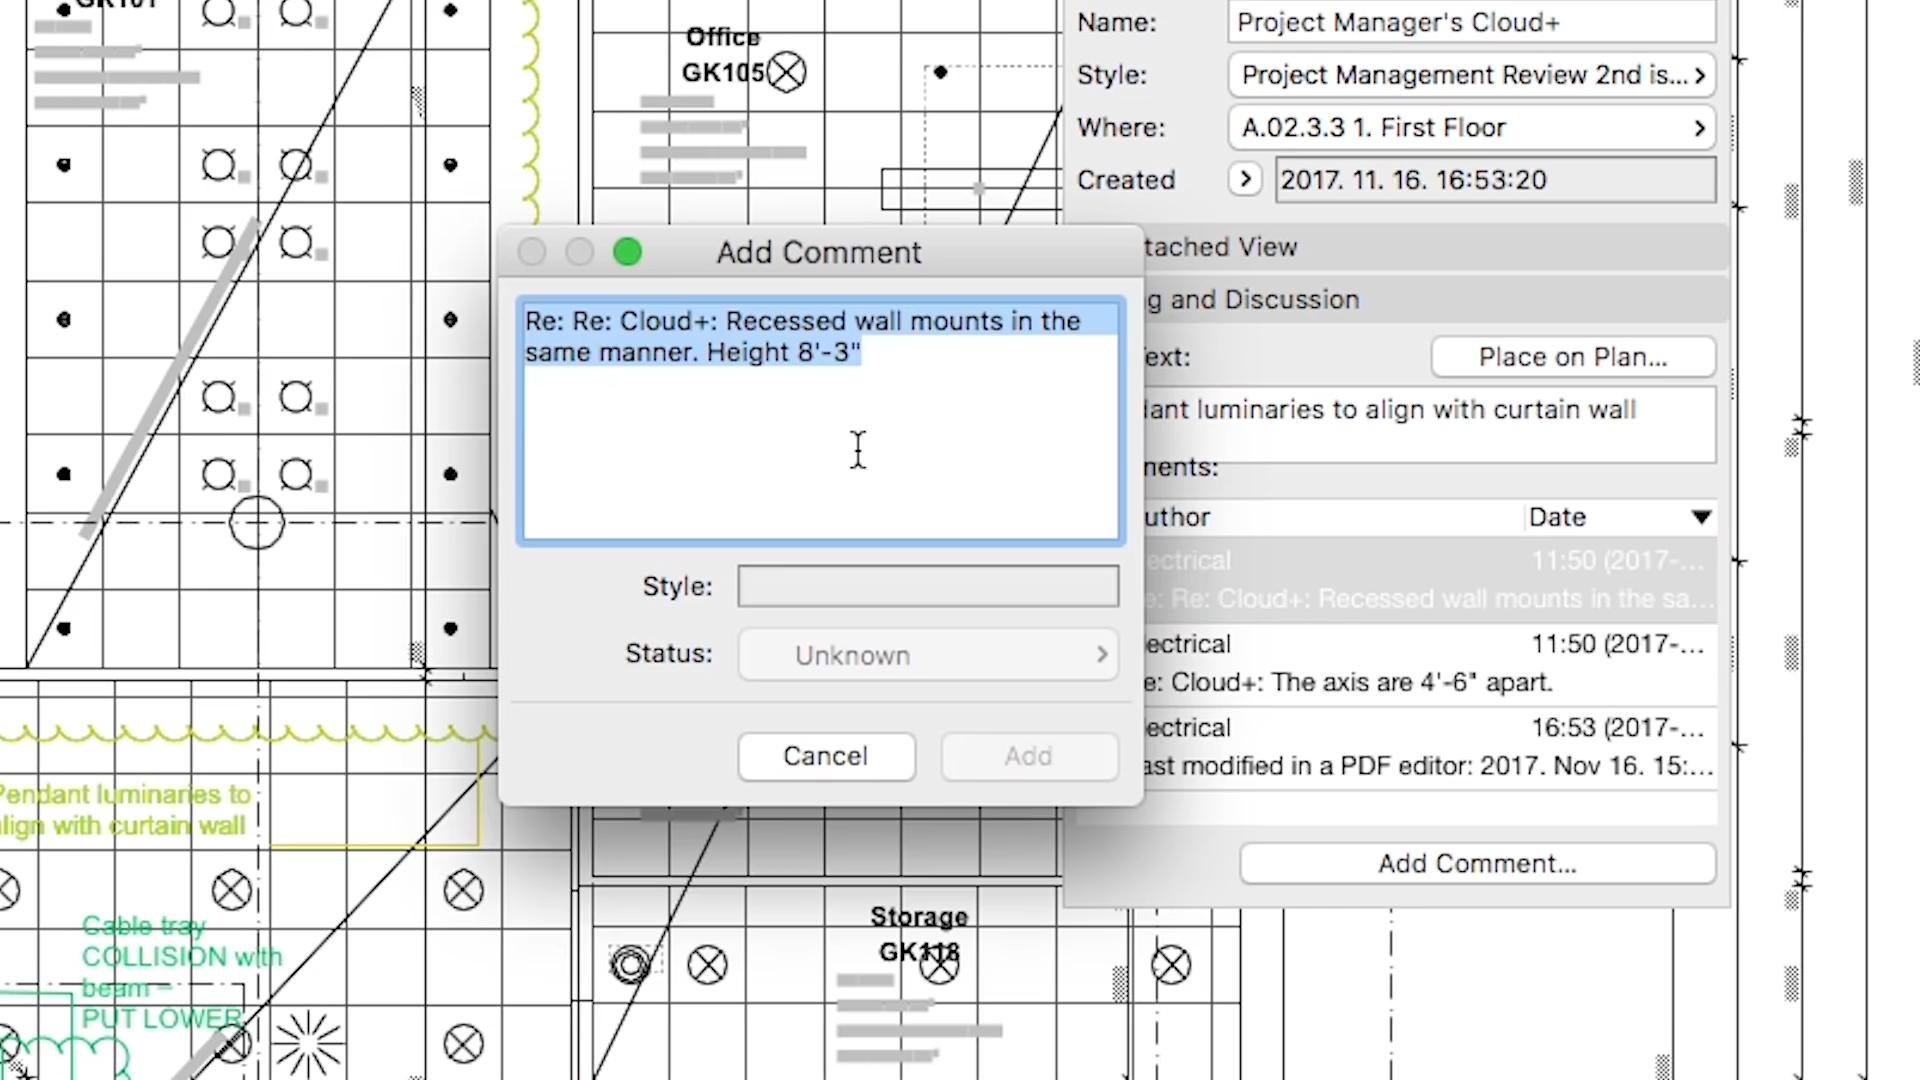 GK101
Office
GK105
Name:
Project Manager's Cloud+
Style:
Project Management Review 2nd is...
Where:
A.02.3.3 1. First Floor
Created
2017. 11. 16. 16:53:20
Add Comment
tached View
g and Discussion
Re: Re: Cloud+: Recessed wall mounts in the
same manner. Height 8'-3"
ext:
Place on Plan...
dant luminaries to align with curtain wall
nents:
uthor
Date
ectrical
11:50 (2017-...
e: Re: Cloud+: Recessed wall mounts in the sa...
Style:
ectrical
11:50 (2017-...
Status:
Unknown
e: Cloud+: The axis are 4'-6" apart.
ectrical
16:53 (2017-...
Cancel
Add
ast modified in a PDF editor: 2017. Nov 16. 15:...
Pendant luminaries to
align with curtain wall
Add Comment...
Cable tray
COLLISION with
beam –
PUT LOWER
Storage
GK118